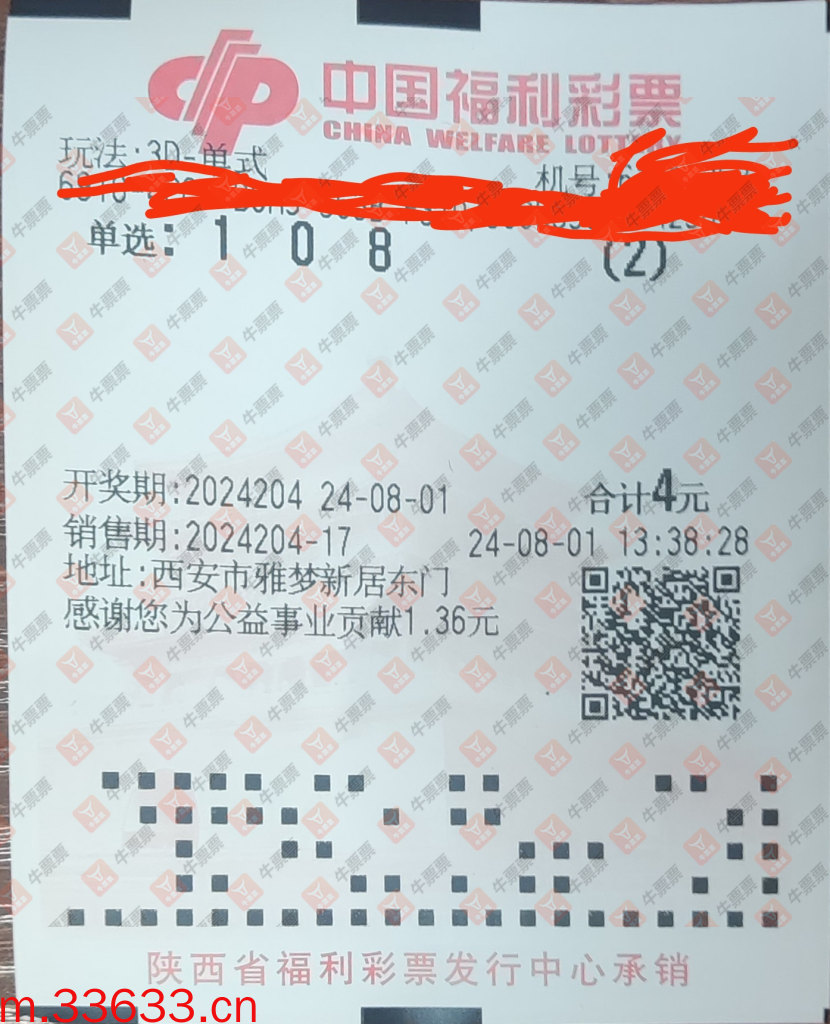 中国福利彩票
CHINA WELFARE LOTTERY
玩法:3D-单式
机号:
单选: 1 0 8 (2)
开奖期:2024204 24-08-01 合计4元
销售期:2024204-17 24-08-01 13:38:28
地址:西安市雅梦新居东门
感谢您为公益事业贡献1.36元
陕西省福利彩票发行中心承销
m.33633.cn
牛票票